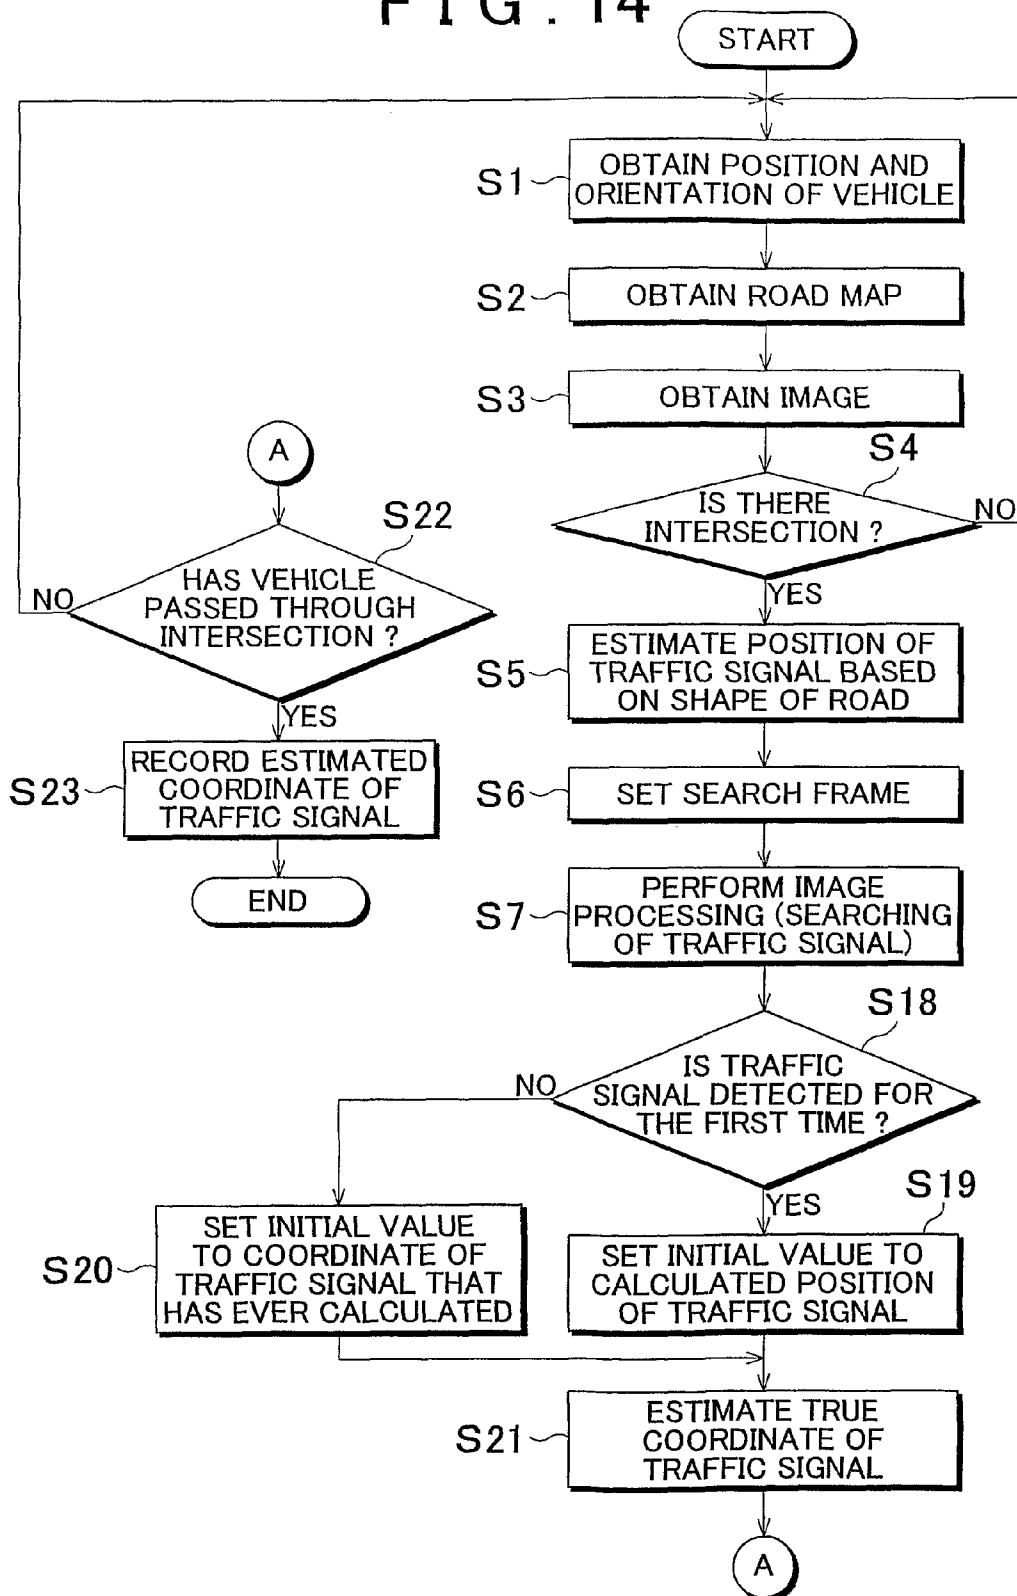 FIG. 14
START
S1
OBTAIN POSITION AND
ORIENTATION OF VEHICLE
S2
OBTAIN ROAD MAP
S3
OBTAIN IMAGE
S4
IS THERE
INTERSECTION ?
NO
YES
S5
ESTIMATE POSITION OF
TRAFFIC SIGNAL BASED
ON SHAPE OF ROAD
S6
SET SEARCH FRAME
S7
PERFORM IMAGE
PROCESSING (SEARCHING
OF TRAFFIC SIGNAL)
S18
IS TRAFFIC
SIGNAL DETECTED FOR
THE FIRST TIME ?
NO
YES
S19
SET INITIAL VALUE TO
CALCULATED POSITION
OF TRAFFIC SIGNAL
S20
SET INITIAL VALUE
TO COORDINATE OF
TRAFFIC SIGNAL THAT
HAS EVER CALCULATED
S21
ESTIMATE TRUE
COORDINATE OF
TRAFFIC SIGNAL
A
A
S22
HAS VEHICLE
PASSED THROUGH
INTERSECTION ?
NO
YES
S23
RECORD ESTIMATED
COORDINATE OF
TRAFFIC SIGNAL
END